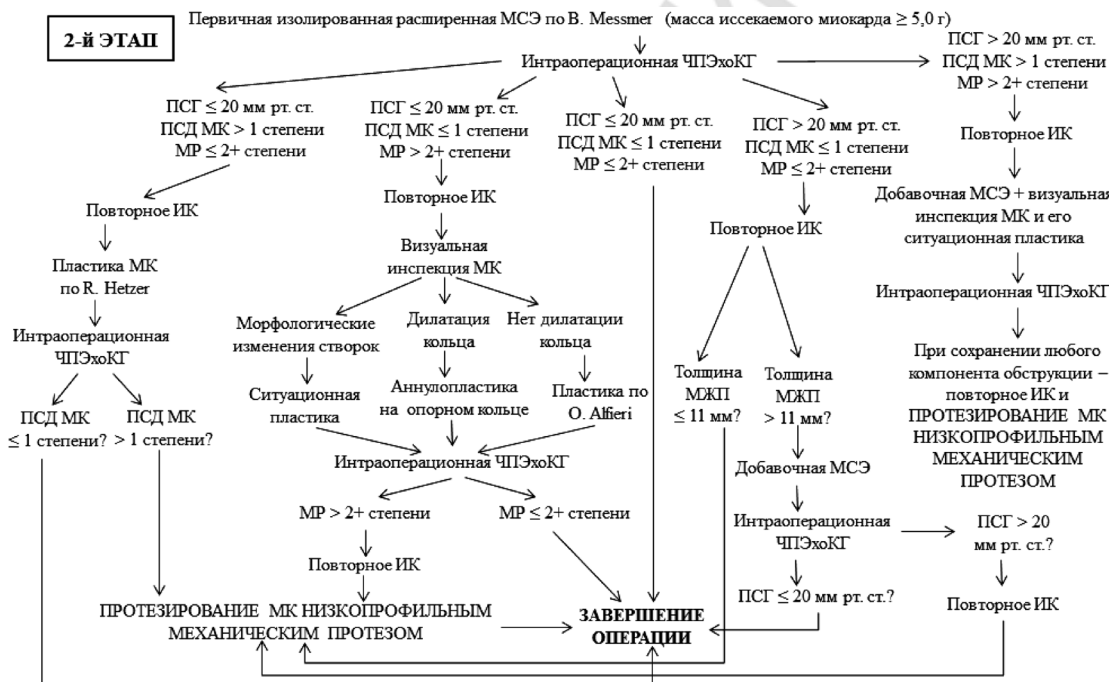 Первичная изолированная расширенная МСЭ по B. Messmer (масса иссекаемого миокарда ≥ 5,0 г)
2-й ЭТАП
Интраоперационная ЧПЭхоКГ
ПСГ > 20 мм рт. ст.
ПСД МК > 1 степени
МР > 2+ степени
ПСГ ≤ 20 мм рт. ст.
ПСД МК > 1 степени
МР ≤ 2+ степени
ПСГ ≤ 20 мм рт. ст.
ПСД МК ≤ 1 степени
МР > 2+ степени
ПСГ ≤ 20 мм рт. ст.
ПСД МК ≤ 1 степени
МР ≤ 2+ степени
ПСГ > 20 мм рт. ст.
ПСД МК ≤ 1 степени
МР ≤ 2+ степени
Повторное ИК
Пластика МК
по R. Hetzer
Интраоперационная
ЧПЭхоКГ
ПСД МК
≤ 1 степени?
ПСД МК
> 1 степени?
Повторное ИК
Визуальная
инспекция МК
Морфологические
изменения створок
Дилатация
кольца
Нет дилатации
кольца
Ситуационная
пластика
Аннулопластика
на опорном кольце
Пластика по
O. Alfieri
Интраоперационная ЧПЭхоКГ
МР > 2+ степени
МР ≤ 2+ степени
Повторное ИК
ПРОТЕЗИРОВАНИЕ МК НИЗКОПРОФИЛЬНЫМ
МЕХАНИЧЕСКИМ ПРОТЕЗОМ
ЗАВЕРШЕНИЕ
ОПЕРАЦИИ
Повторное ИК
Толщина
МЖП
≤ 11 мм?
Толщина
МЖП
> 11 мм?
Добавочная МСЭ
Интраоперационная
ЧПЭхоКГ
ПСГ ≤ 20 мм рт. ст.?
ПСГ > 20
мм рт. ст.?
Повторное ИК
Повторное ИК
Добавочная МСЭ + визуальная
инспекция МК и его
ситуационная пластика
Интраоперационная ЧПЭхоКГ
При сохранении любого
компонента обструкции –
повторное ИК и
ПРОТЕЗИРОВАНИЕ МК
НИЗКОПРОФИЛЬНЫМ
МЕХАНИЧЕСКИМ
ПРОТЕЗОМ